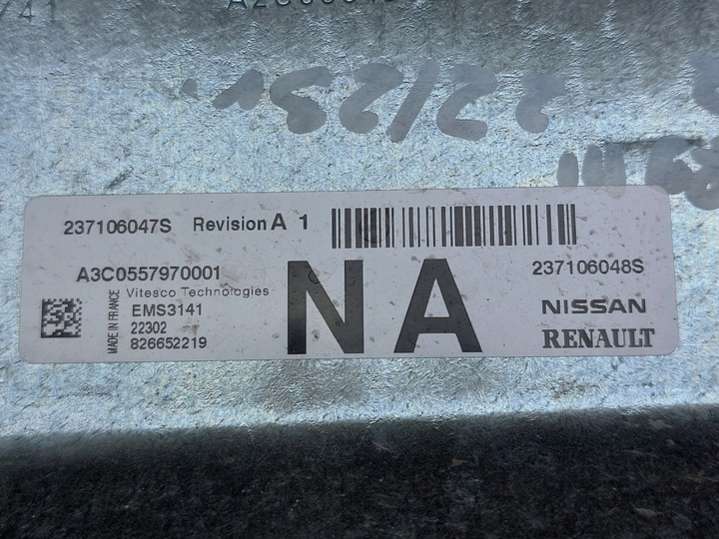 237106047S Revision A 1
A3C0557970001
237106048S
Vitesco Technologies
EMS3141
22302
826652219
MADE IN FRANCE
NA
NISSAN
RENAULT